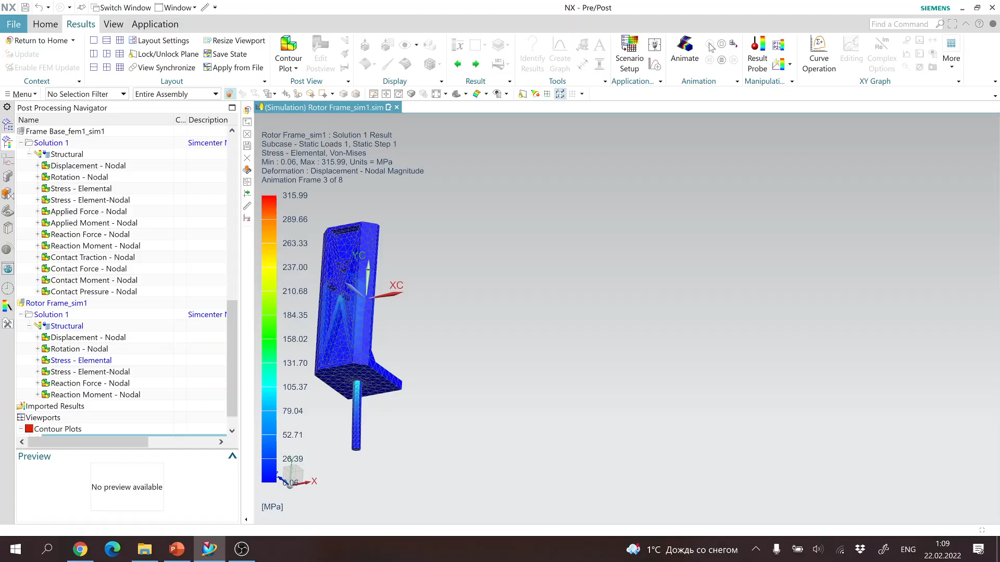 NX
Switch Window
Window
NX - Pre/Post
SIEMENS
File
Home
Results
View
Application
Find a Command
Return to Home
Layout Settings
Resize Viewport
Update
Lock/Unlock Plane
Save State
Enable FEM Update
View Synchronize
Apply from File
Contour
Plot
Edit
Postview
Identify
Results
Create
Graph
Scenario
Setup
Animate
Result
Probe
Curve
Operation
Editing
Complex
Options
More
Context
Layout
Post View
Display
Result
Tools
Application...
Animation
Manipulati...
XY Graph
Menu
No Selection Filter
Entire Assembly
Post Processing Navigator
(Simulation) Rotor Frame_sim1.sim
Name
C...
Description
Frame Base_fem1_sim1
Solution 1
Simcenter N
Structural
Displacement - Nodal
Rotation - Nodal
Stress - Elemental
Stress - Element-Nodal
Applied Force - Nodal
Applied Moment - Nodal
Reaction Force - Nodal
Reaction Moment - Nodal
Contact Traction - Nodal
Contact Force - Nodal
Contact Moment - Nodal
Contact Pressure - Nodal
Rotor Frame_sim1
Solution 1
Simcenter N
Structural
Displacement - Nodal
Rotation - Nodal
Stress - Elemental
Stress - Element-Nodal
Reaction Force - Nodal
Reaction Moment - Nodal
Imported Results
Viewports
Contour Plots
Preview
No preview available
Rotor Frame_sim1 : Solution 1 Result
Subcase - Static Loads 1, Static Step 1
Stress - Elemental, Von-Mises
Min : 0.06, Max : 315.99, Units = MPa
Deformation : Displacement - Nodal Magnitude
Animation Frame 3 of 8
315.99
289.66
263.33
237.00
210.68
184.35
158.02
131.70
105.37
79.04
52.71
26.39
0.06
[MPa]
YC
XC
X
1°C Дождь со снегом
ENG
1:09
22.02.2022